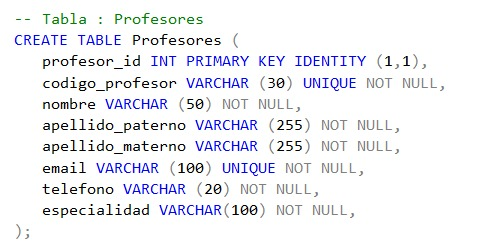 -- Tabla : Profesores
CREATE TABLE Profesores (
profesor_id INT PRIMARY KEY IDENTITY (1,1),
codigo_profesor VARCHAR (30) UNIQUE NOT NULL,
nombre VARCHAR (50) NOT NULL,
apellido_paterno VARCHAR (255) NOT NULL,
apellido_materno VARCHAR (255) NOT NULL,
email VARCHAR (100) UNIQUE NOT NULL,
telefono VARCHAR (20) NOT NULL,
especialidad VARCHAR(100) NOT NULL,
);